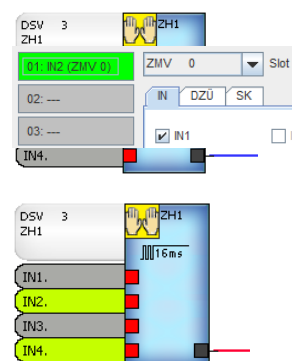 DSV 3 ZH1
ZH1
01: IN2 (ZMV 0) ZMV 0 Slot
02: --- IN DZÜ SK
03: --- IN1
IN4.
DSV 3 ZH1
ZH1
16ms
IN1.
IN2.
IN3.
IN4.